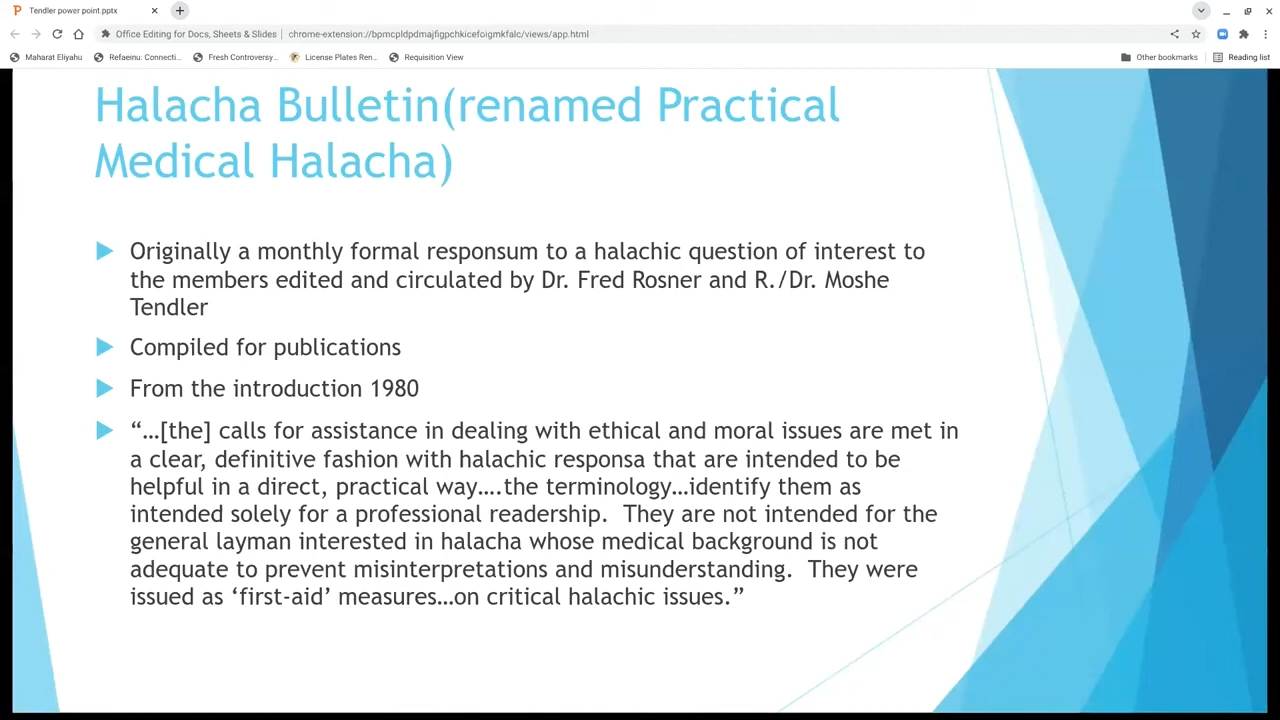 Tendler power point.pptx
Office Editing for Docs, Sheets & Slides | chrome-extension://bpmcpldpdmajfigpchkicefoigmkfalc/views/app.html
Maharat Eliyahu Refaeinu: Connecti... Fresh Controversy... License Plates Ren... Requisition View Other bookmarks Reading list
Halacha Bulletin(renamed Practical
Medical Halacha)
Originally a monthly formal responsum to a halachic question of interest to
the members edited and circulated by Dr. Fred Rosner and R./Dr. Moshe
Tendler
Compiled for publications
From the introduction 1980
“…[the] calls for assistance in dealing with ethical and moral issues are met in
a clear, definitive fashion with halachic responsa that are intended to be
helpful in a direct, practical way….the terminology…identify them as
intended solely for a professional readership.  They are not intended for the
general layman interested in halacha whose medical background is not
adequate to prevent misinterpretations and misunderstanding.  They were
issued as ‘first-aid’ measures…on critical halachic issues.”